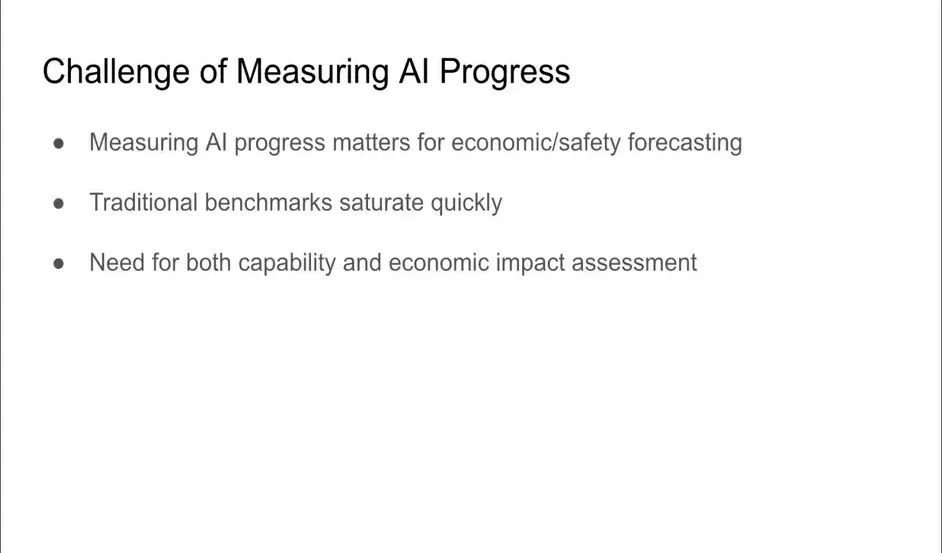 Challenge of Measuring AI Progress
● Measuring AI progress matters for economic/safety forecasting
● Traditional benchmarks saturate quickly
● Need for both capability and economic impact assessment